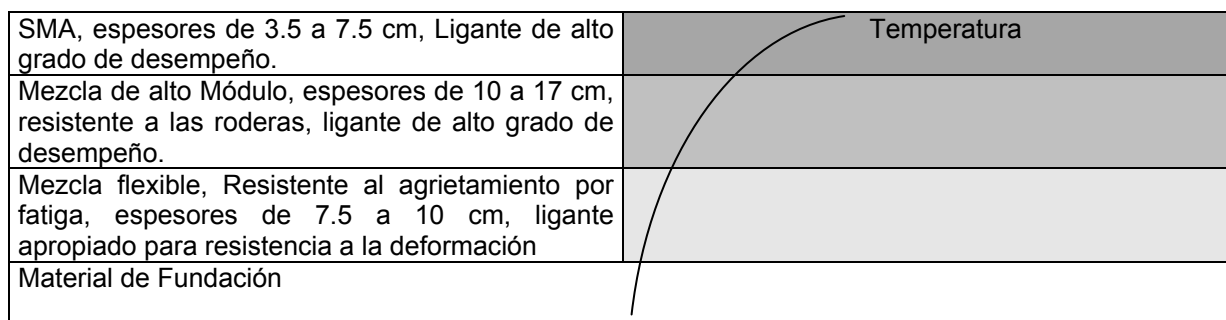 SMA, espesores de 3.5 a 7.5 cm, Ligante de alto
grado de desempeño.
Temperatura
Mezcla de alto Módulo, espesores de 10 a 17 cm,
resistente a las roderas, ligante de alto grado de
desempeño.
Mezcla flexible, Resistente al agrietamiento por
fatiga, espesores de 7.5 a 10 cm, ligante
apropiado para resistencia a la deformación
Material de Fundación